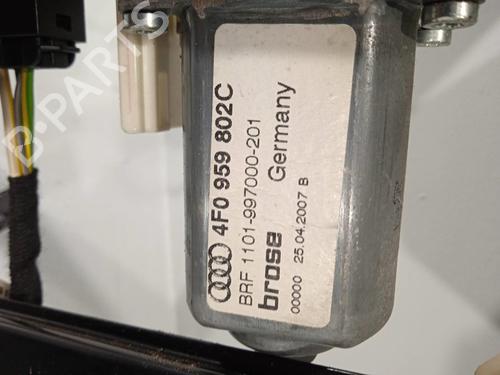 4F0 959 802C
BRF 1101-997000-201
brose Germany
00000 25.04.2007 B
B-PARTS